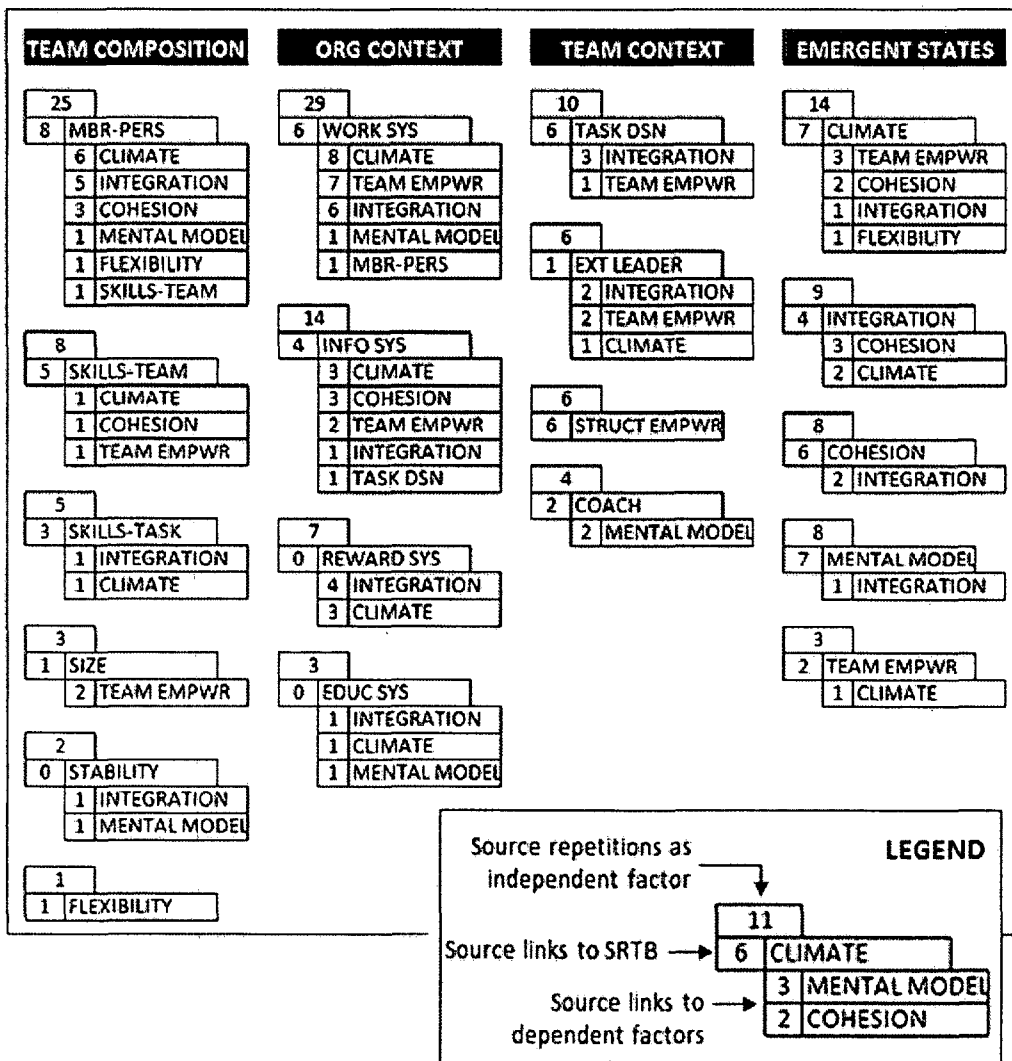 TEAM COMPOSITION
25
8 MBR-PERS
6 CLIMATE
5 INTEGRATION
3 COHESION
1 MENTAL MODEL
1 FLEXIBILITY
1 SKILLS-TEAM
8
5 SKILLS-TEAM
1 CLIMATE
1 COHESION
1 TEAM EMPWR
5
3 SKILLS-TASK
1 INTEGRATION
1 CLIMATE
3
1 SIZE
2 TEAM EMPWR
2
0 STABILITY
1 INTEGRATION
1 MENTAL MODEL
1
1 FLEXIBILITY
ORG CONTEXT
29
6 WORK SYS
8 CLIMATE
7 TEAM EMPWR
6 INTEGRATION
1 MENTAL MODEL
1 MBR-PERS
14
4 INFO SYS
3 CLIMATE
3 COHESION
2 TEAM EMPWR
1 INTEGRATION
1 TASK DSN
7
0 REWARD SYS
4 INTEGRATION
3 CLIMATE
3
0 EDUC SYS
1 INTEGRATION
1 CLIMATE
1 MENTAL MODEL
TEAM CONTEXT
10
6 TASK DSN
3 INTEGRATION
1 TEAM EMPWR
6
1 EXT LEADER
2 INTEGRATION
2 TEAM EMPWR
1 CLIMATE
6
6 STRUCT EMPWR
4
2 COACH
2 MENTAL MODEL
EMERGENT STATES
14
7 CLIMATE
3 TEAM EMPWR
2 COHESION
1 INTEGRATION
1 FLEXIBILITY
9
4 INTEGRATION
3 COHESION
2 CLIMATE
8
6 COHESION
2 INTEGRATION
8
7 MENTAL MODEL
1 INTEGRATION
3
2 TEAM EMPWR
1 CLIMATE
LEGEND
Source repetitions as
independent factor
11
Source links to SRTB
6 CLIMATE
Source links to
dependent factors
3 MENTAL MODEL
2 COHESION